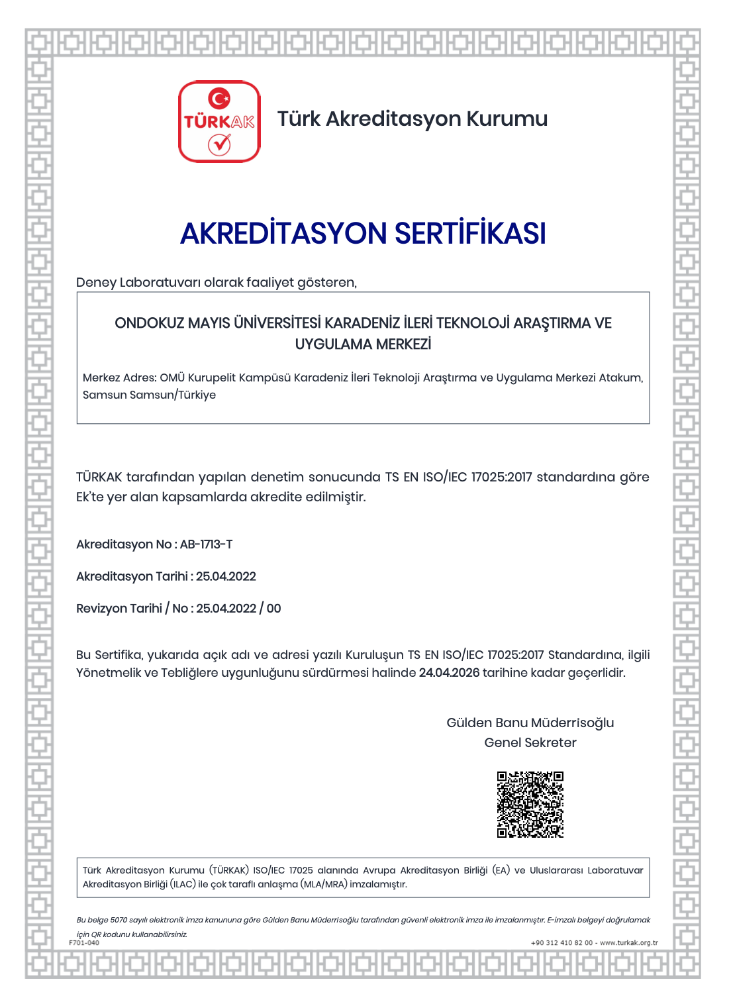 TÜRKAK
Türk Akreditasyon Kurumu
AKREDİTASYON SERTİFİKASI
Deney Laboratuvarı olarak faaliyet gösteren,
ONDOKUZ MAYIS ÜNİVERSİTESİ KARADENİZ İLERİ TEKNOLOJİ ARAŞTIRMA VE
UYGULAMA MERKEZİ
Merkez Adres: OMÜ Kurupelit Kampüsü Karadeniz İleri Teknoloji Araştırma ve Uygulama Merkezi Atakum,
Samsun Samsun/Türkiye
TÜRKAK tarafından yapılan denetim sonucunda TS EN ISO/IEC 17025:2017 standardına göre
Ek'te yer alan kapsamlarda akredite edilmiştir.
Akreditasyon No : AB-1713-T
Akreditasyon Tarihi : 25.04.2022
Revizyon Tarihi / No : 25.04.2022 / 00
Bu Sertifika, yukarıda açık adı ve adresi yazılı Kuruluşun TS EN ISO/IEC 17025:2017 Standardına, ilgili
Yönetmelik ve Tebliğlere uygunluğunu sürdürmesi halinde 24.04.2026 tarihine kadar geçerlidir.
Gülden Banu Müderrisoğlu
Genel Sekreter
Türk Akreditasyon Kurumu (TÜRKAK) ISO/IEC 17025 alanında Avrupa Akreditasyon Birliği (EA) ve Uluslararası Laboratuvar
Akreditasyon Birliği (ILAC) ile çok taraflı anlaşma (MLA/MRA) imzalamıştır.
Bu belge 5070 sayılı elektronik imza kanununa göre Gülden Banu Müderrisoğlu tarafından güvenli elektronik imza ile imzalanmıştır. E-imzalı belgeyi doğrulamak
için QR kodunu kullanabilirsiniz.
F701-040
+90 312 410 82 00 - www.turkak.org.tr